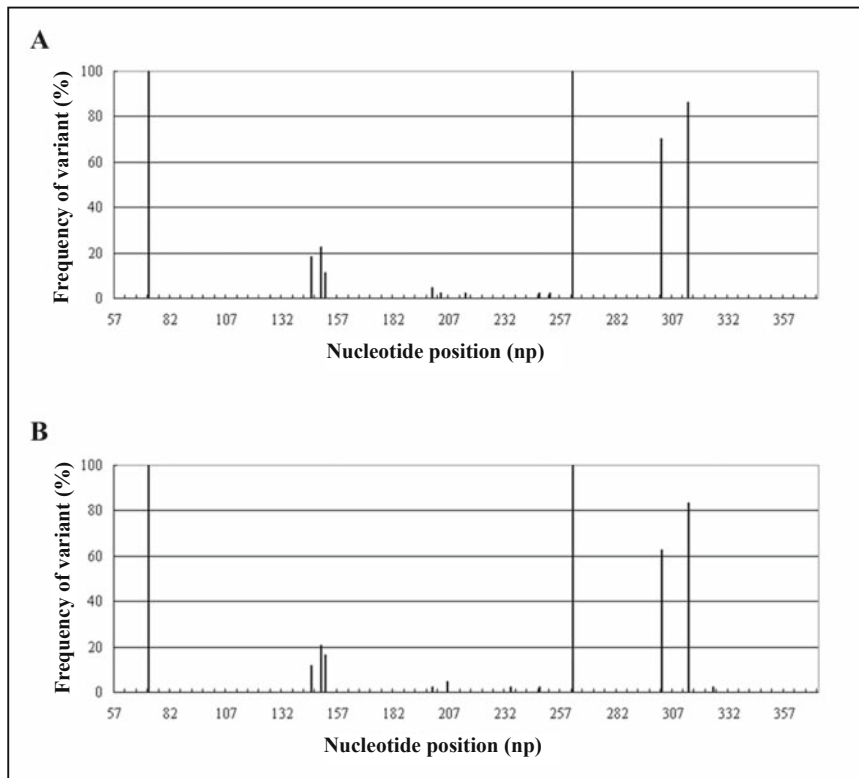 A
Frequency of variant (%)
100
80
60
40
20
0
57 82 107 132 157 182 207 232 257 282 307 332 357
Nucleotide position (np)
B
Frequency of variant (%)
100
80
60
40
20
0
57 82 107 132 157 182 207 232 257 282 307 332 357
Nucleotide position (np)